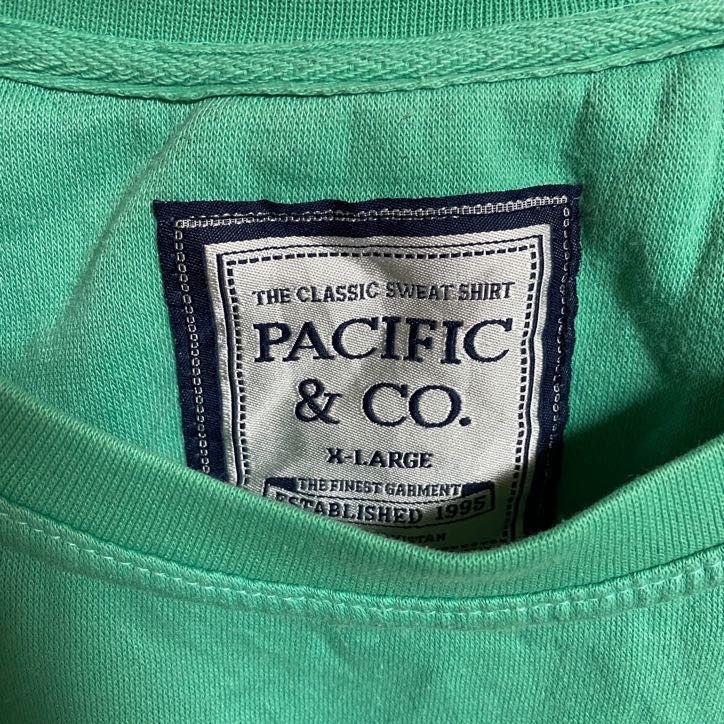 THE CLASSIC SWEAT SHIRT
PACIFIC
& CO.
X-LARGE
THE FINEST GARMENT
ESTABLISHED 1995